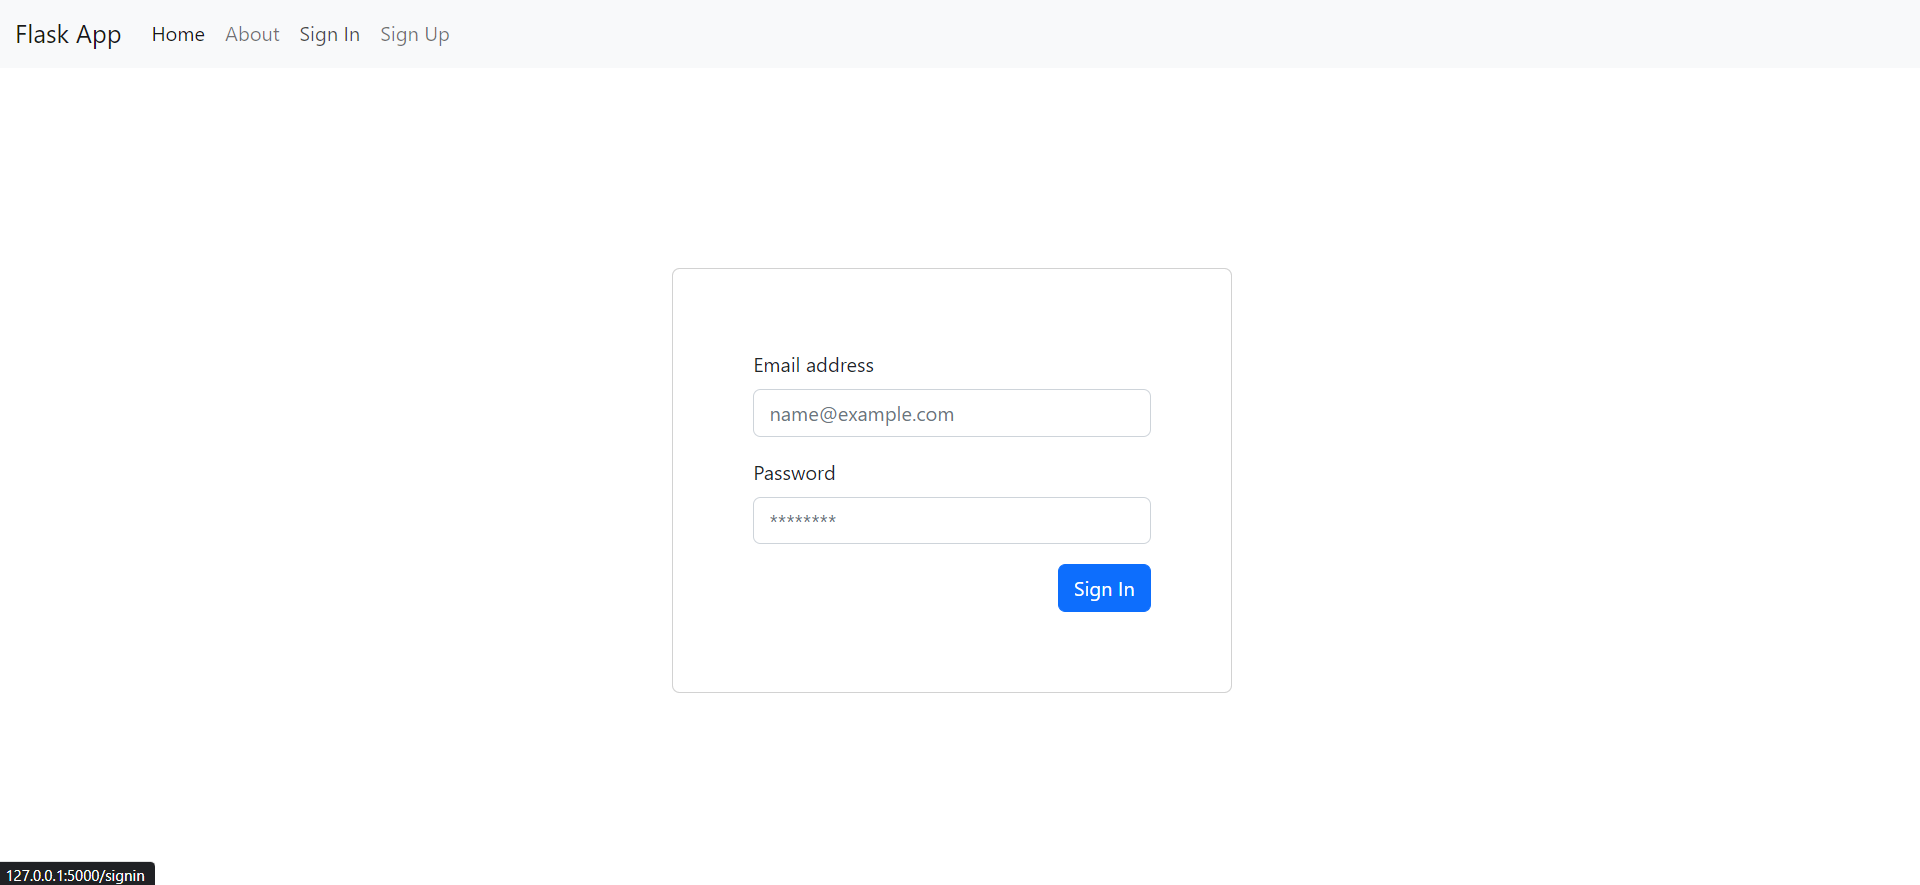 Flask App Home About Sign In Sign Up
Email address
name@example.com
Password
********
Sign In
127.0.0.1:5000/signin